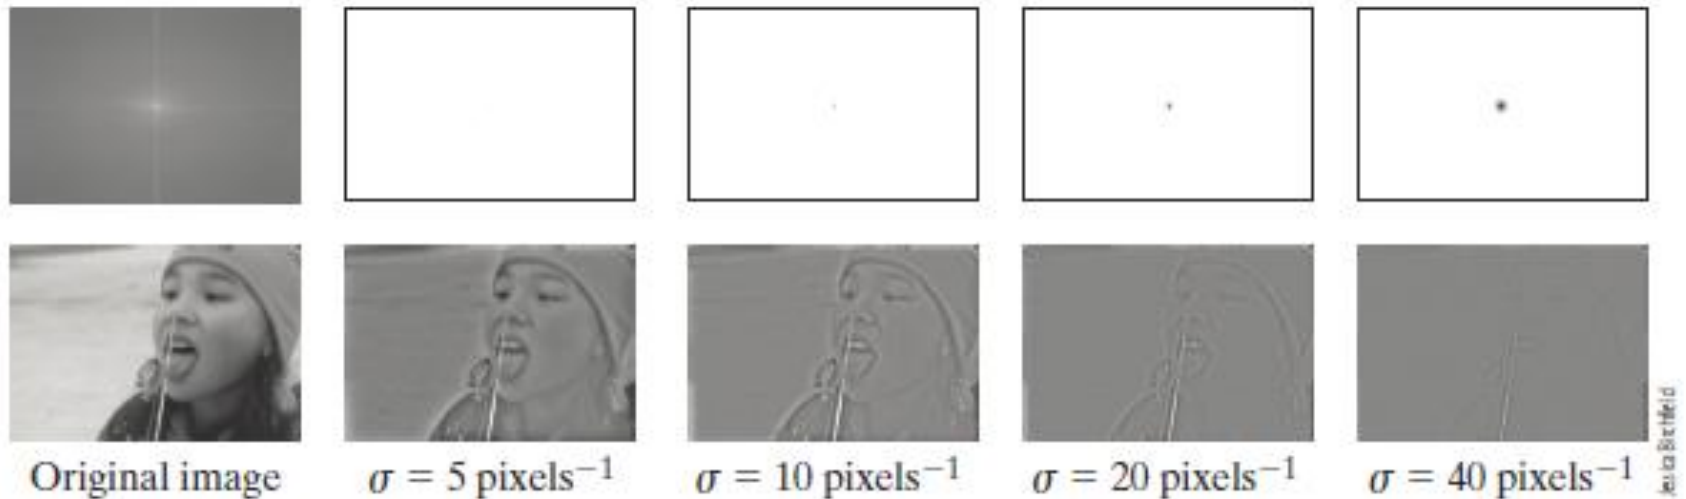 Original image
σ = 5 pixels⁻¹
σ = 10 pixels⁻¹
σ = 20 pixels⁻¹
σ = 40 pixels⁻¹